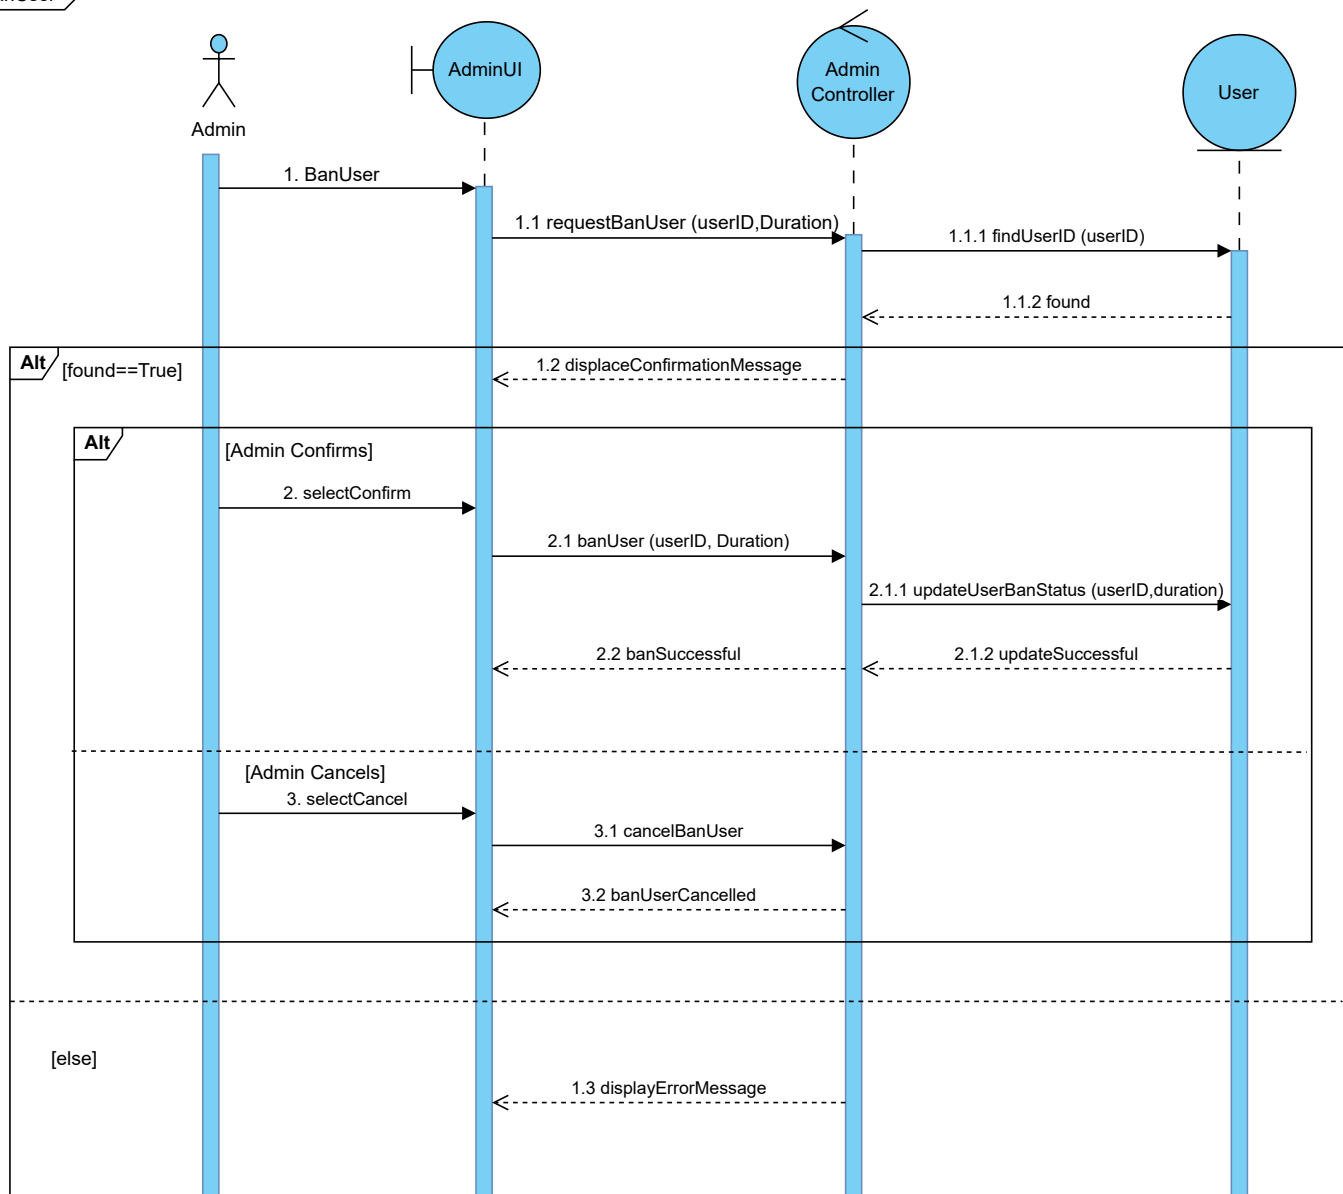 Admin
AdminUI
Admin
Controller
User
1. BanUser
1.1 requestBanUser (userID,Duration)
1.1.1 findUserID (userID)
1.1.2 found
Alt
[found==True]
1.2 displaceConfirmationMessage
Alt
[Admin Confirms]
2. selectConfirm
2.1 banUser (userID, Duration)
2.1.1 updateUserBanStatus (userID,duration)
2.2 banSuccessful
2.1.2 updateSuccessful
[Admin Cancels]
3. selectCancel
3.1 cancelBanUser
3.2 banUserCancelled
[else]
1.3 displayErrorMessage